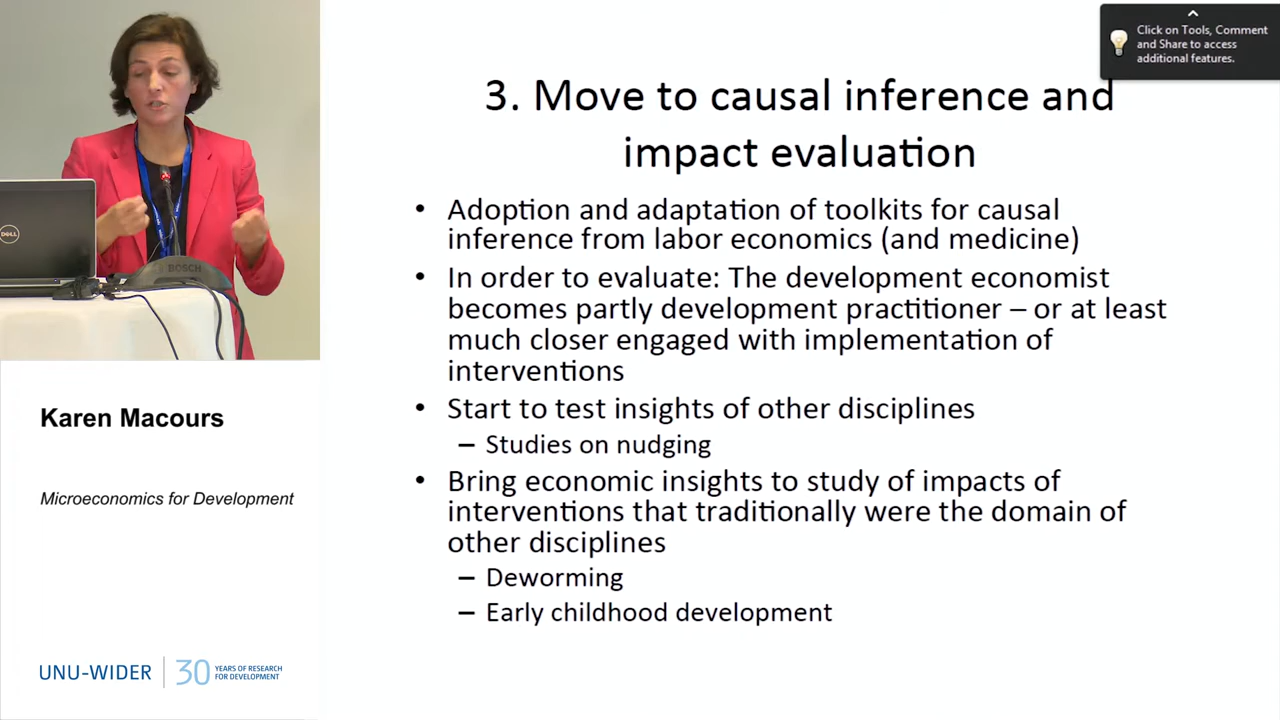 Click on Tools, Comment
and Share to access
additional features.
3. Move to causal inference and
impact evaluation
• Adoption and adaptation of toolkits for causal
inference from labor economics (and medicine)
• In order to evaluate: The development economist
becomes partly development practitioner – or at least
much closer engaged with implementation of
interventions
• Start to test insights of other disciplines
– Studies on nudging
• Bring economic insights to study of impacts of
interventions that traditionally were the domain of
other disciplines
– Deworming
– Early childhood development
DELL
BOSCH
Karen Macours
Microeconomics for Development
UNU-WIDER
30 YEARS OF RESEARCH
FOR DEVELOPMENT